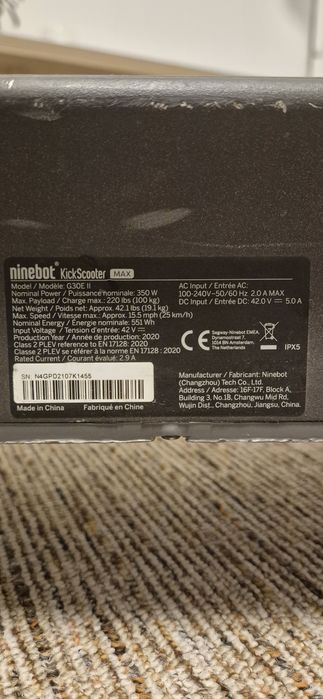 ninebot® KickScooter MAX
Model / Modèle: G30E II
Nominal Power / Puissance nominale: 350 W
Max. Payload / Charge max.: 220 lbs (100 kg)
Net Weight / Poids net: Approx. 42.1 lbs (19.1 kg)
Max. Speed / Vitesse max.: Approx. 15.5 mph (25 km/h)
Nominal Energy / Énergie nominale: 551 Wh
Input Voltage / Tension d'entrée: 42 V
Production Year / Année de production: 2020
Class 2 PLEV reference to EN 17128: 2020
Classe 2 PLEV se référer à la norme EN 17128 : 2020
Rated Current / Courant évalué: 2.9 A
SN: N4GPD2107K1455
Made in China Fabriqué en Chine
AC Input / Entrée AC:
100-240V~50/60 Hz 2.0 A MAX
DC Input / Entrée DC: 42.0 V 5.0 A
CE
Segway-Ninebot EMEA,
Dynamostraat 7,
1014 BN Amsterdam,
The Netherlands
IPX5
Manufacturer / Fabricant: Ninebot
(Changzhou) Tech Co., Ltd.
Address / Adresse: 16F-17F, Block A,
Building 3, No.18, Changwu Mid Rd,
Wujin Dist., Changzhou, Jiangsu, China.